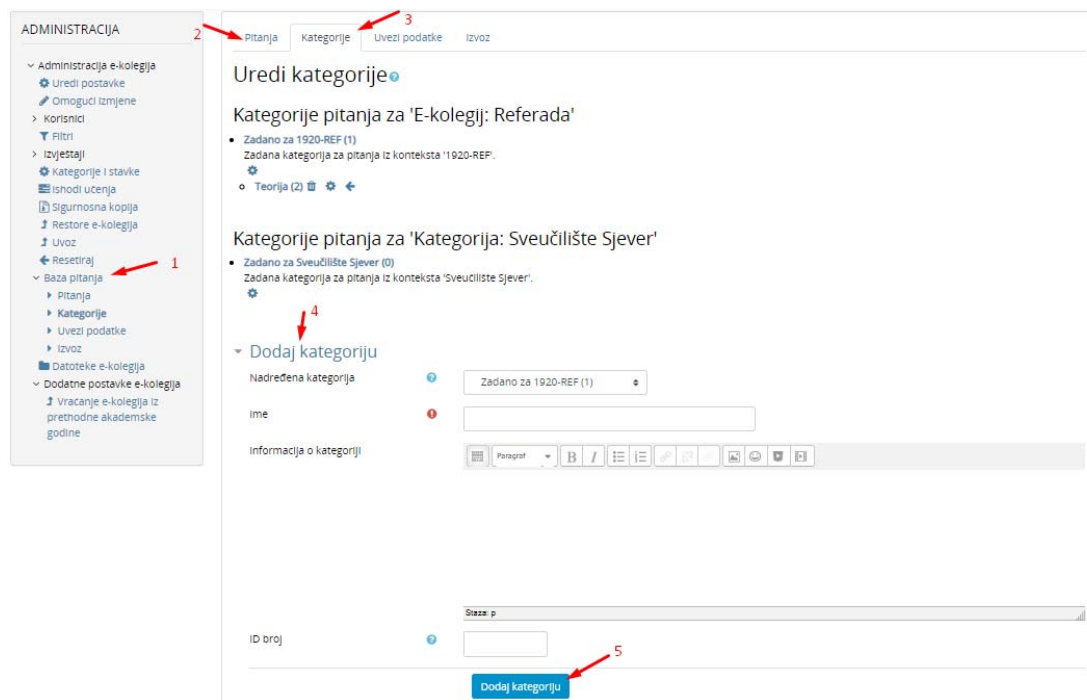 ADMINISTRACIJA
Administracija e-kolegija
Uredi postavke
Omogući izmjene
Korisnici
Filtri
Izvještaji
Kategorije i stavke
Ishodi učenja
Sigurnosna kopija
Restore e-kolegija
Uvoz
Resetiraj
1
Baza pitanja
Pitanja
Kategorije
Uvezi podatke
Izvoz
Datoteke e-kolegija
Dodatne postavke e-kolegija
Vraćanje e-kolegija iz
prethodne akademske
godine
2
3
Pitanja Kategorije Uvezi podatke Izvoz
Uredi kategorije
Kategorije pitanja za 'E-kolegij: Referada'
Zadano za 1920-REF (1)
Zadana kategorija za pitanja iz konteksta '1920-REF'.
Teorija (2)
Kategorije pitanja za 'Kategorija: Sveučilište Sjever'
Zadano za Sveučilište Sjever (0)
Zadana kategorija za pitanja iz konteksta 'Sveučilište Sjever'.
4
Dodaj kategoriju
Nadređena kategorija Zadano za 1920-REF (1)
Ime
Informacija o kategoriji Paragraf B I
Staza: p
ID broj
5
Dodaj kategoriju